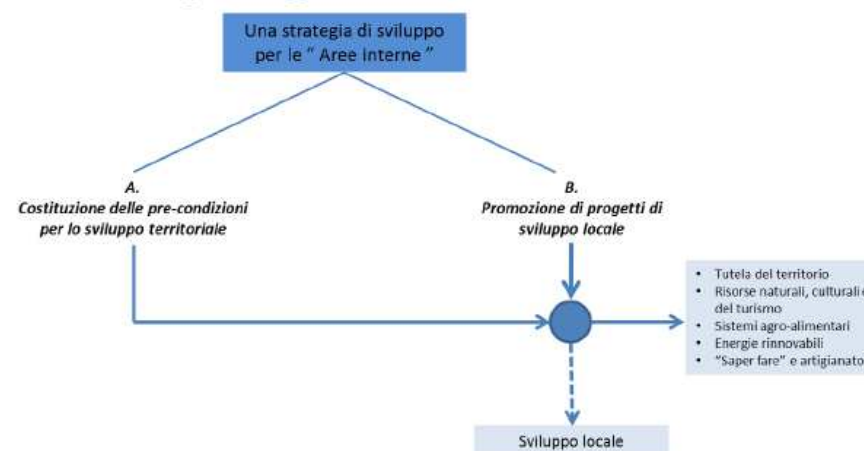 Una strategia di sviluppo
per le " Aree interne "
A.
Costituzione delle pre-condizioni
per lo sviluppo territoriale
B.
Promozione di progetti di
sviluppo locale
• Tutela del territorio
• Risorse naturali, culturali e
del turismo
• Sistemi agro-alimentari
• Energie rinnovabili
• "Saper fare" e artigianato
Sviluppo locale